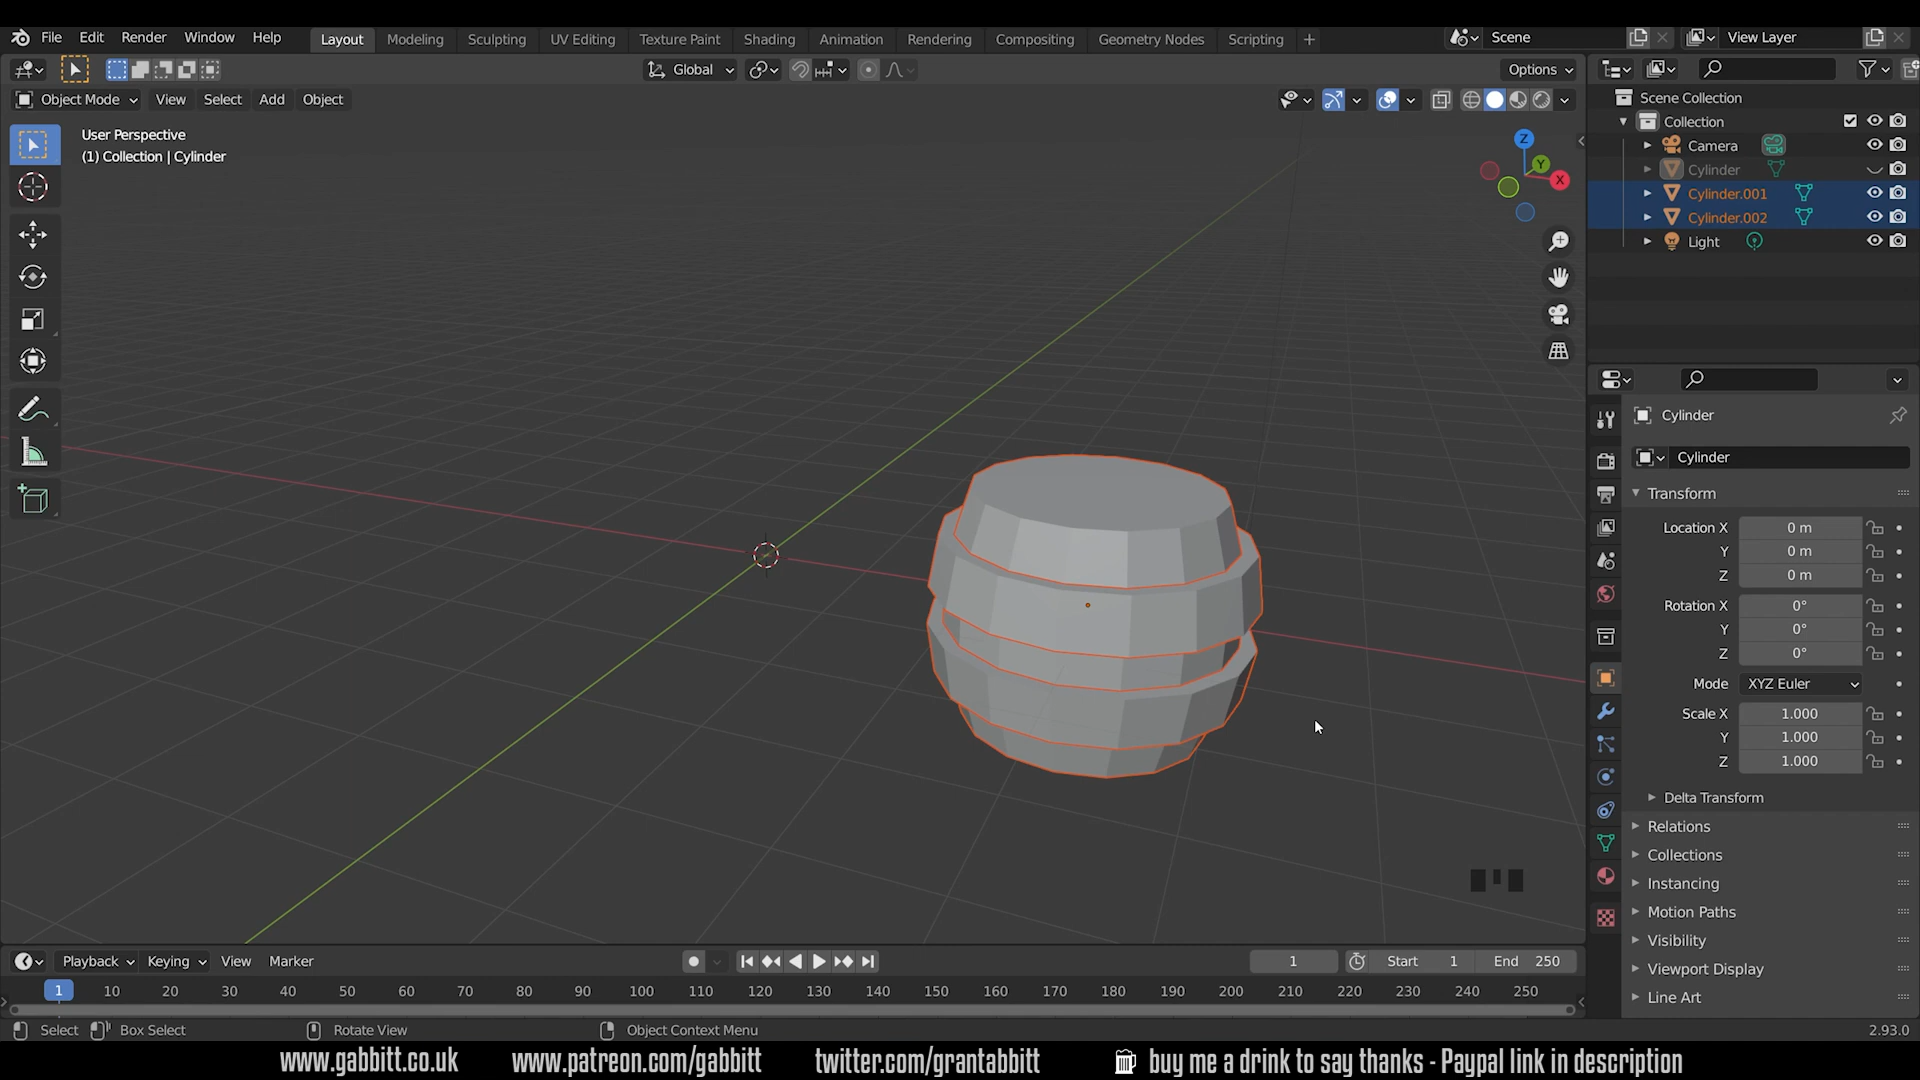 File Edit Render Window Help Layout Modeling Sculpting UV Editing Texture Paint Shading Animation Rendering Compositing Geometry Nodes Scripting + Scene View Layer
Global Options
Object Mode View Select Add Object
User Perspective
(1) Collection | Cylinder
Z
Y
X
Scene Collection
Collection
Camera
Cylinder
Cylinder.001
Cylinder.002
Light
Cylinder
Cylinder
Transform
Location X 0 m
Y 0 m
Z 0 m
Rotation X 0°
Y 0°
Z 0°
Mode XYZ Euler
Scale X 1.000
Y 1.000
Z 1.000
Delta Transform
Relations
Collections
Instancing
Motion Paths
Visibility
Viewport Display
Line Art
Playback Keying View Marker 1 Start 1 End 250
1 10 20 30 40 50 60 70 80 90 100 110 120 130 140 150 160 170 180 190 200 210 220 230 240 250
Select Box Select Rotate View Object Context Menu 2.93.0
www.gabbitt.co.uk www.patreon.com/gabbitt twitter.com/grantabbitt buy me a drink to say thanks - Paypal link in description